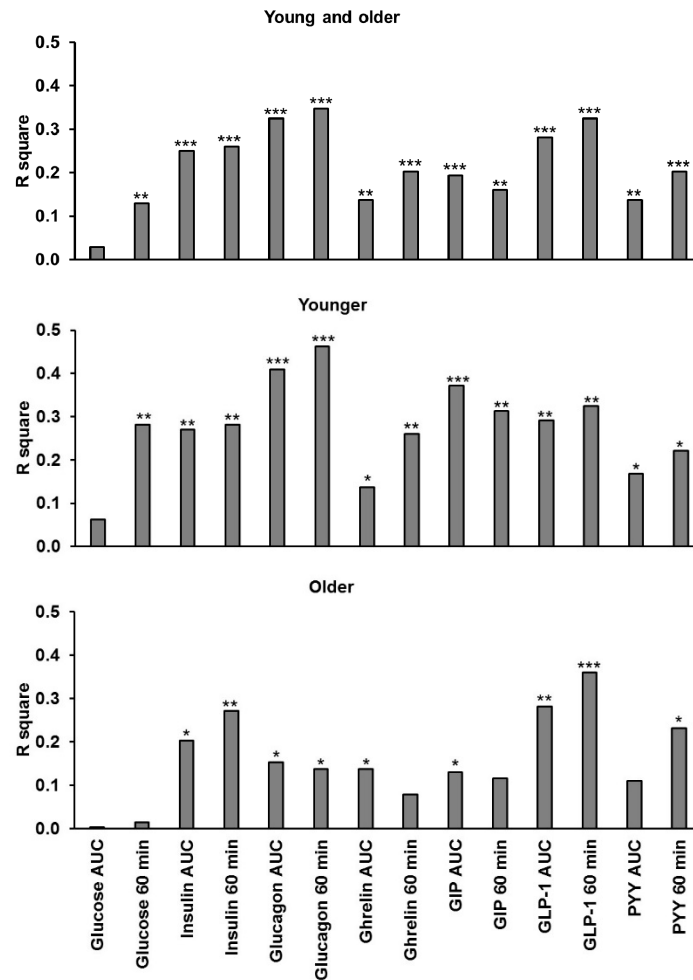 Young and older
R square
0.5
0.4
0.3
0.2
0.1
0.0
** *** *** *** *** ** *** *** ** *** *** ** ***
Younger
R square
0.5
0.4
0.3
0.2
0.1
0.0
** ** ** *** *** * ** *** ** ** ** * *
Older
R square
0.5
0.4
0.3
0.2
0.1
0.0
* ** * * * * ** *** *
Glucose AUC
Glucose 60 min
Insulin AUC
Insulin 60 min
Glucagon AUC
Glucagon 60 min
Ghrelin AUC
Ghrelin 60 min
GIP AUC
GIP 60 min
GLP-1 AUC
GLP-1 60 min
PYY AUC
PYY 60 min